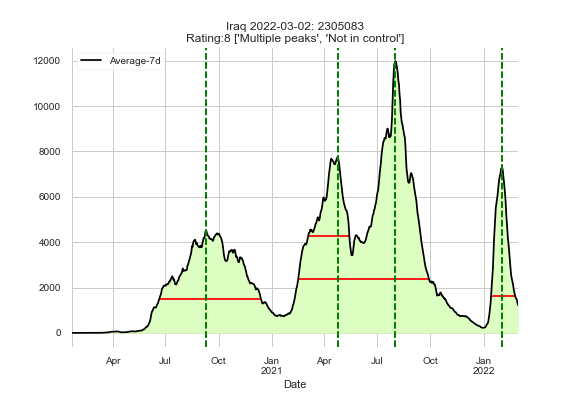 Iraq 2022-03-02: 2305083
Rating:8 ['Multiple peaks', 'Not in control']
Average-7d
12000
10000
8000
6000
4000
2000
0
Apr Jul Oct Jan Apr Jul Oct Jan
2021 2022
Date